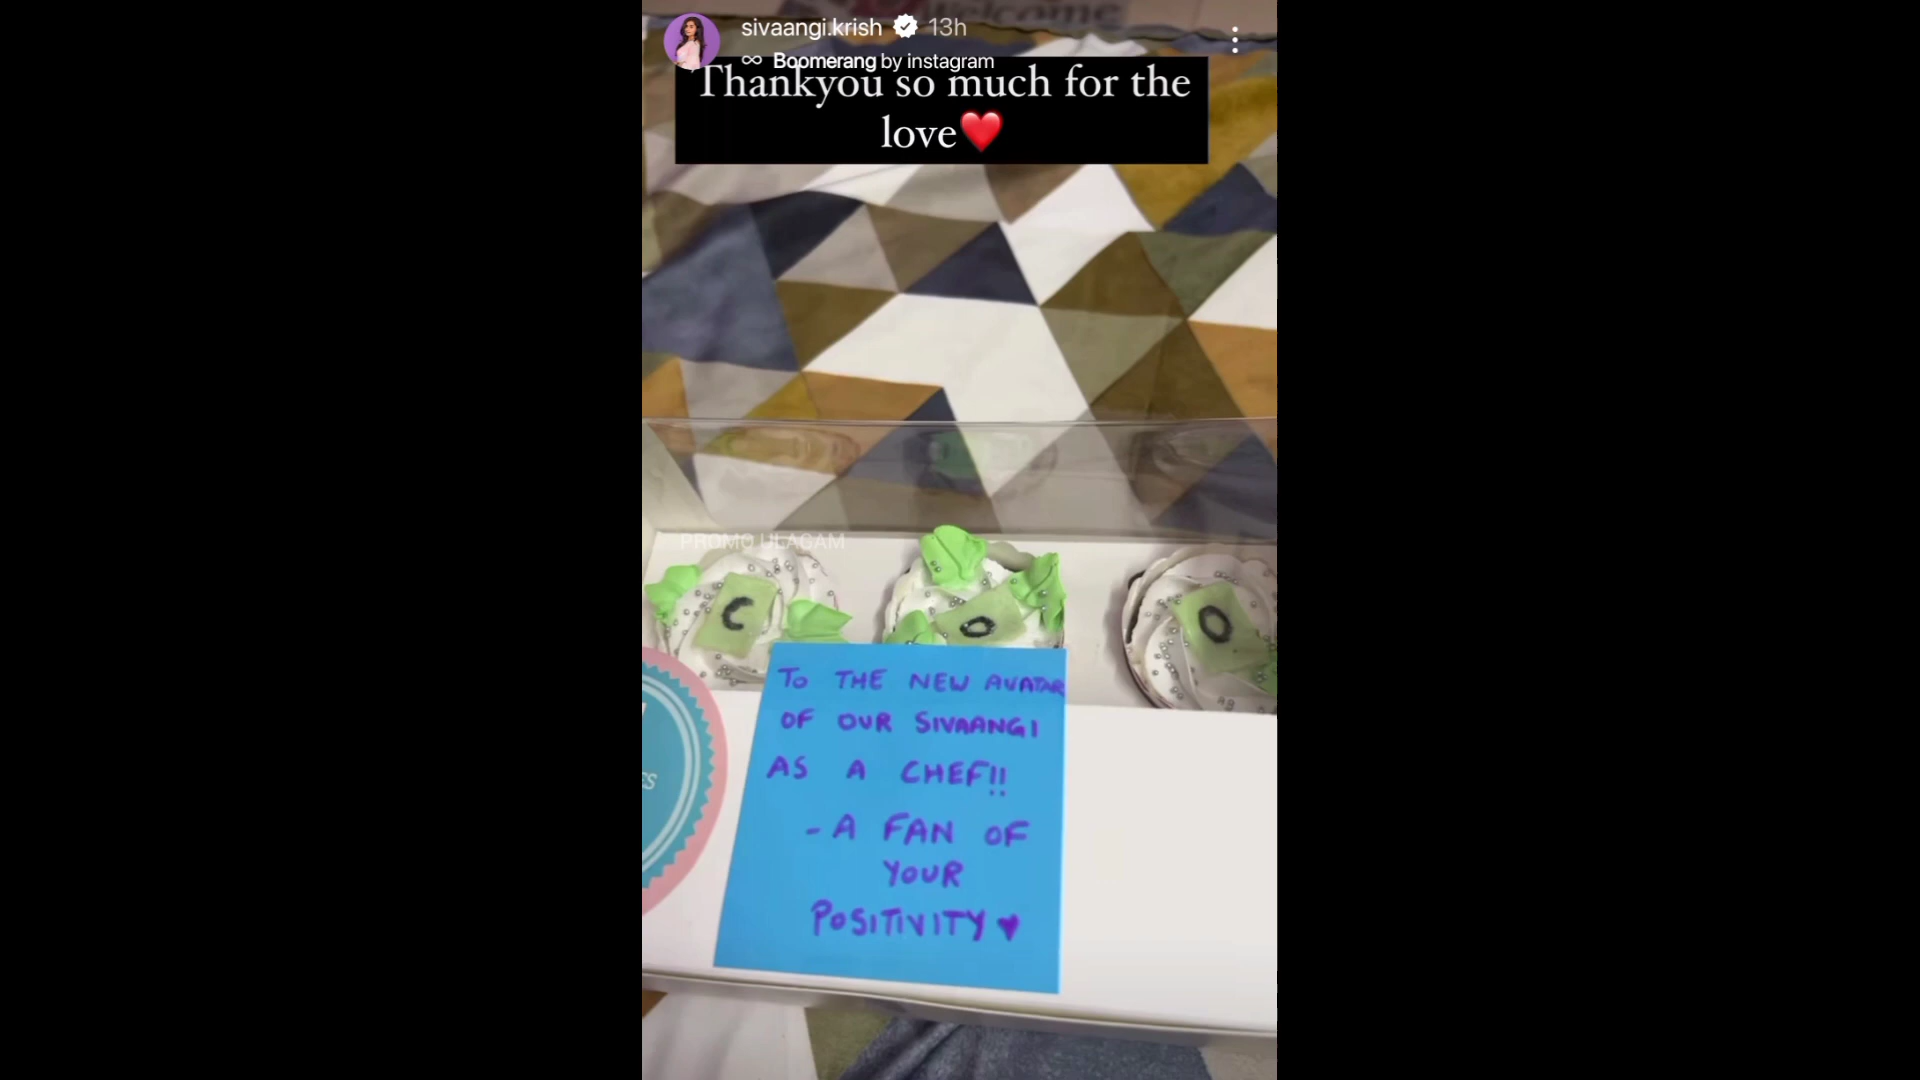 Welcome
sivaangi.krish 13h
Boomerang by instagram
Thankyou so much for the
love❤️
PROMO ULAGAM
C
O
O
TO THE NEW AVATAR
OF OUR SIVAANGI
AS A CHEF!!
- A FAN OF
YOUR
POSITIVITY ♥